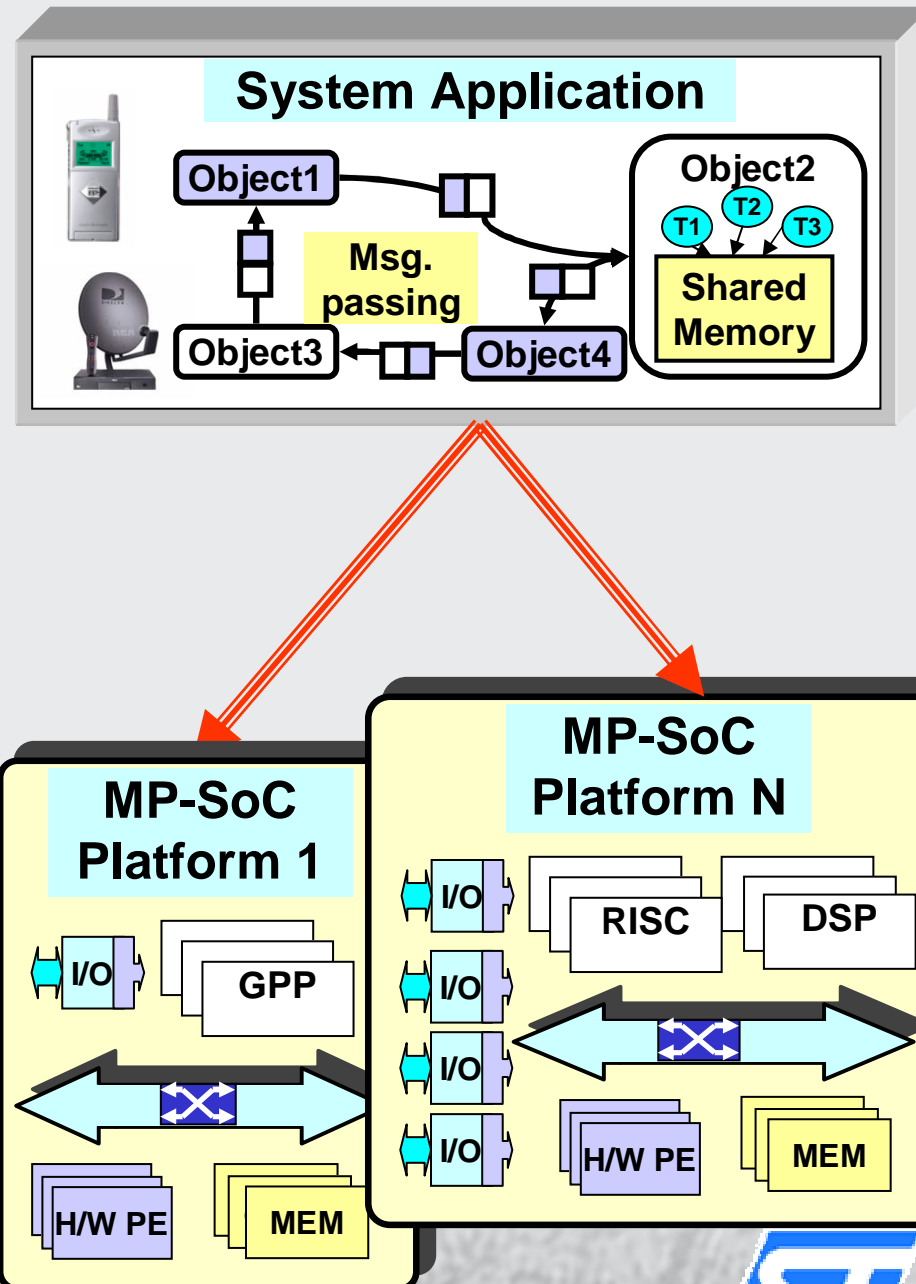 System Application
Object1
Object2
T1
T2
T3
Msg.
passing
Shared
Memory
Object3
Object4
MP-SoC
Platform 1
I/O
GPP
H/W PE
MEM
MP-SoC
Platform N
I/O
RISC
DSP
I/O
I/O
I/O
H/W PE
MEM